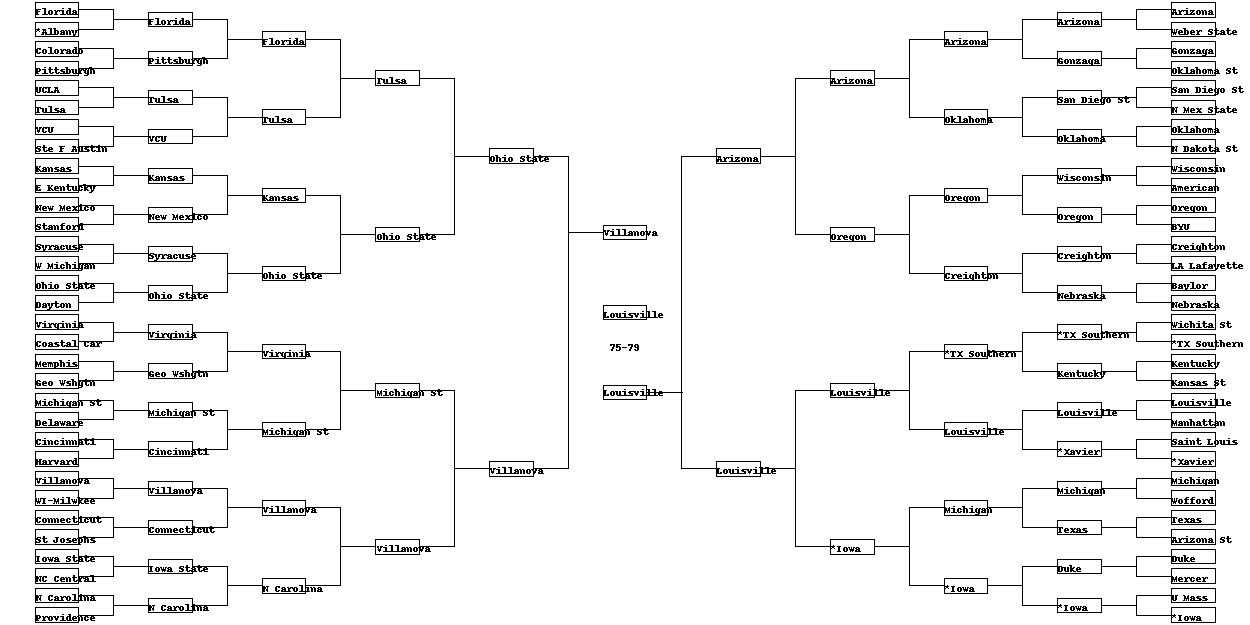 Florida
*Albany
Colorado
Pittsburgh
UCLA
Tulsa
VCU
Ste F Austin
Kansas
E Kentucky
New Mexico
Stanford
Syracuse
W Michigan
Ohio State
Dayton
Virginia
Coastal Car
Memphis
Geo Wshgtn
Michigan St
Delaware
Cincinnati
Harvard
Villanova
WI-Milwkee
Connecticut
St Josephs
Iowa State
NC Central
N Carolina
Providence
Florida
Pittsburgh
Tulsa
VCU
Kansas
New Mexico
Syracuse
Ohio State
Virginia
Geo Wshgtn
Michigan St
Cincinnati
Villanova
Connecticut
Iowa State
N Carolina
Florida
Tulsa
Kansas
Ohio State
Virginia
Michigan St
Villanova
N Carolina
Tulsa
Ohio State
Michigan St
Villanova
Ohio State
Villanova
Villanova
Louisville
75-79
Louisville
Arizona
Louisville
Arizona
Oregon
Louisville
*Iowa
Arizona
Oklahoma
Oregon
Creighton
*TX Southern
Louisville
Michigan
*Iowa
Arizona
Gonzaga
San Diego St
Oklahoma
Wisconsin
Oregon
Creighton
Nebraska
*TX Southern
Kentucky
Louisville
*Xavier
Michigan
Texas
Duke
*Iowa
Arizona
Weber State
Gonzaga
Oklahoma St
San Diego St
N Mex State
Oklahoma
N Dakota St
Wisconsin
American
Oregon
BYU
Creighton
LA Lafayette
Baylor
Nebraska
Wichita St
*TX Southern
Kentucky
Kansas St
Louisville
Manhattan
Saint Louis
*Xavier
Michigan
Wofford
Texas
Arizona St
Duke
Mercer
U Mass
*Iowa